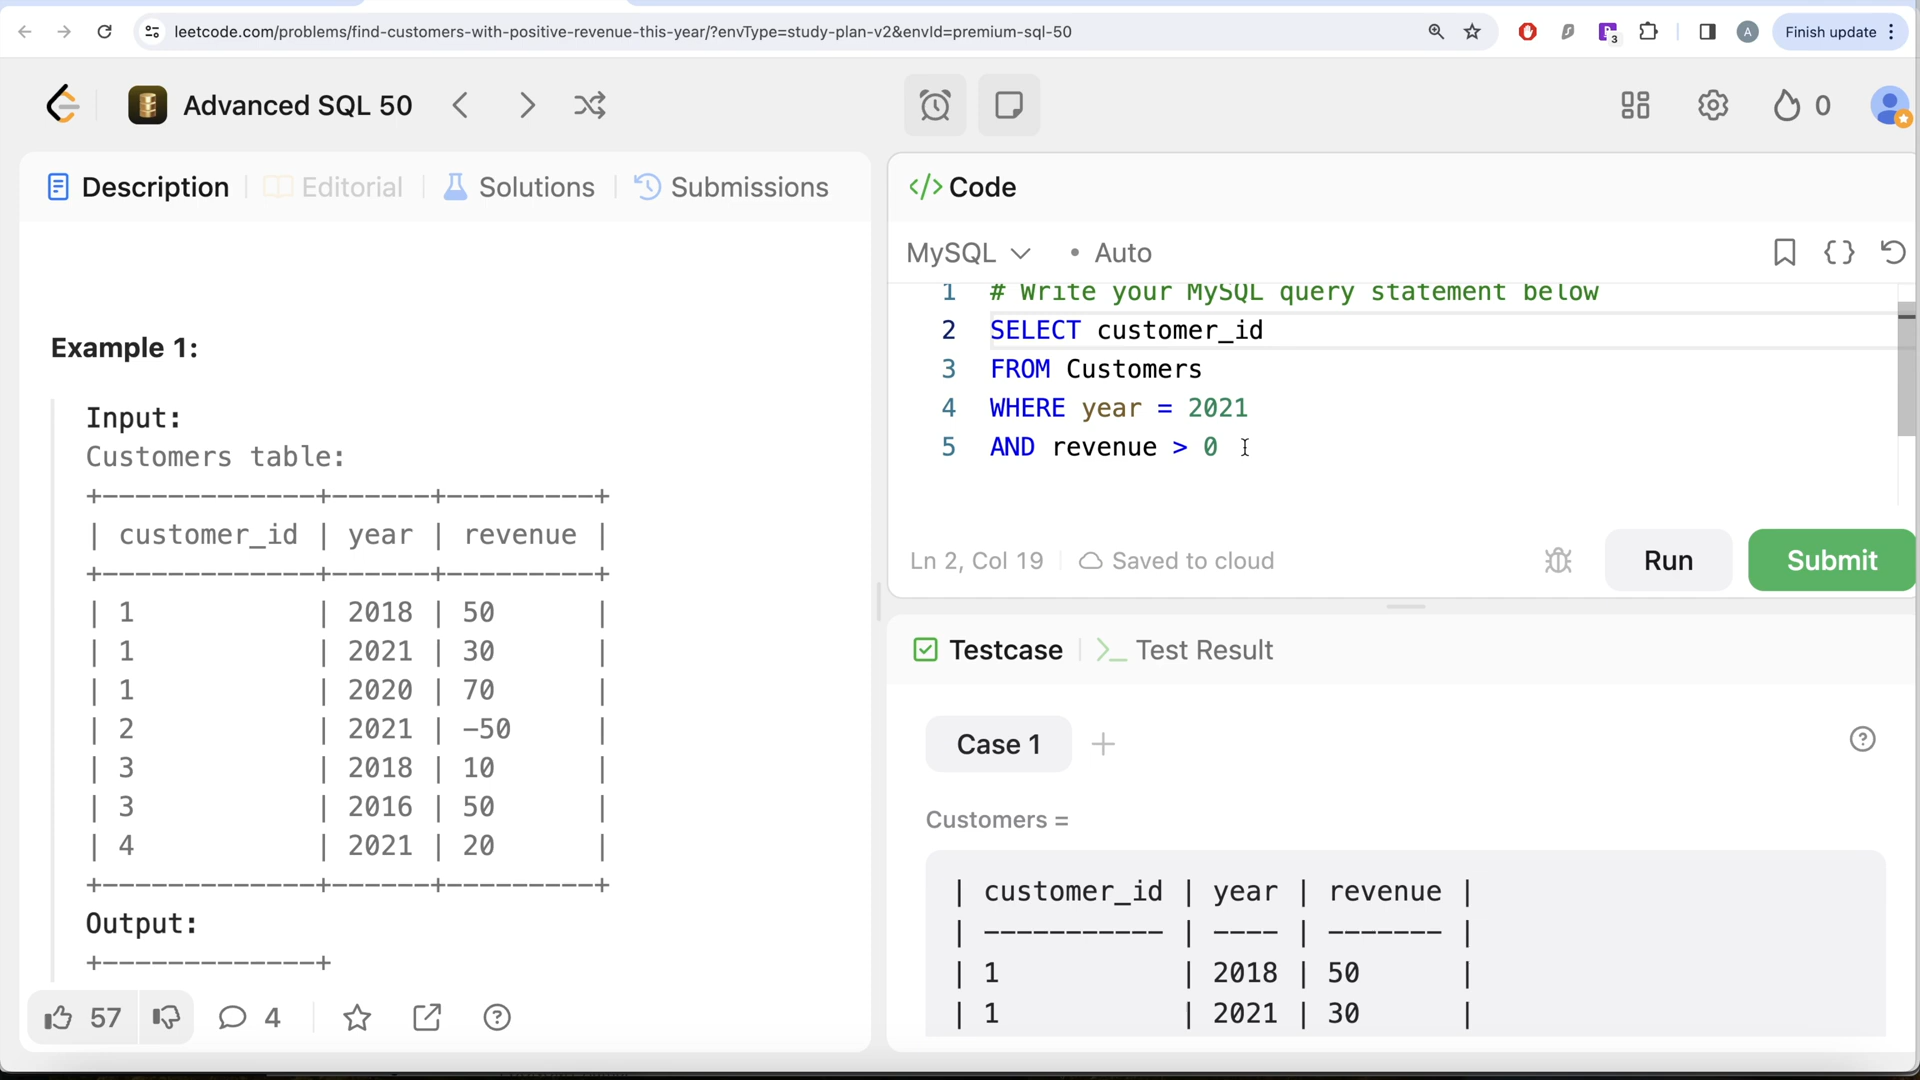 leetcode.com/problems/find-customers-with-positive-revenue-this-year/?envType=study-plan-v2&envId=premium-sql-50
3
A
Finish update
Advanced SQL 50
0
Description
Editorial
Solutions
Submissions
Example 1:
Input:
Customers table:
+-------------+------+---------+
| customer_id | year | revenue |
+-------------+------+---------+
| 1 | 2018 | 50 |
| 1 | 2021 | 30 |
| 1 | 2020 | 70 |
| 2 | 2021 | -50 |
| 3 | 2018 | 10 |
| 3 | 2016 | 50 |
| 4 | 2021 | 20 |
+-------------+------+---------+
Output:
+-------------+
57
4
</> Code
MySQL
• Auto
{}
1 # Write your MySQL query statement below
2 SELECT customer_id
3 FROM Customers
4 WHERE year = 2021
5 AND revenue > 0
Ln 2, Col 19
Saved to cloud
Run
Submit
Testcase
>_ Test Result
Case 1
+
Customers =
| customer_id | year | revenue |
| ----------- | ---- | ------- |
| 1 | 2018 | 50 |
| 1 | 2021 | 30 |